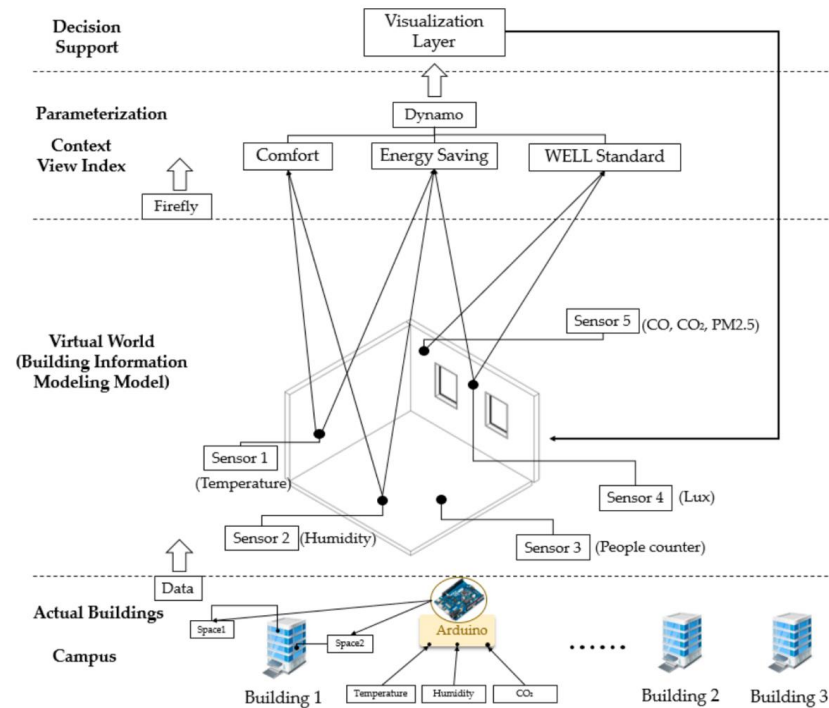 Decision
Support
Visualization
Layer
Parameterization
Dynamo
Context
View Index
Comfort
Energy Saving
WELL Standard
Firefly
Virtual World
(Building Information
Modeling Model)
Sensor 5 (CO, CO₂, PM2.5)
Sensor 1
(Temperature)
Sensor 4 (Lux)
Sensor 2 (Humidity)
Sensor 3 (People counter)
Data
Actual Buildings
Campus
Space1
Space2
Arduino
......
Temperature
Humidity
CO₂
Building 1
Building 2
Building 3